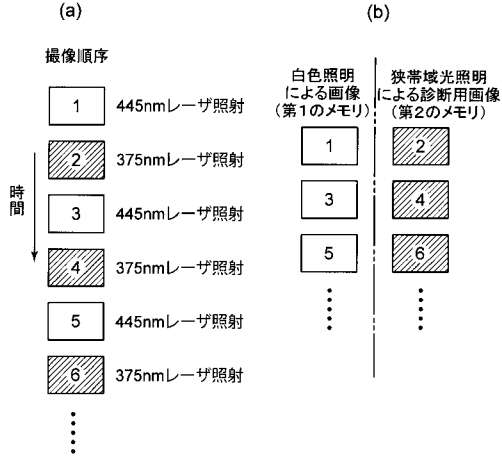 (a)
撮像順序
時間
1 445nmレーザ照射
2 375nmレーザ照射
3 445nmレーザ照射
4 375nmレーザ照射
5 445nmレーザ照射
6 375nmレーザ照射
(b)
白色照明
による画像
(第1のメモリ)
1
3
5
狭帯域光照明
による診断用画像
(第2のメモリ)
2
4
6